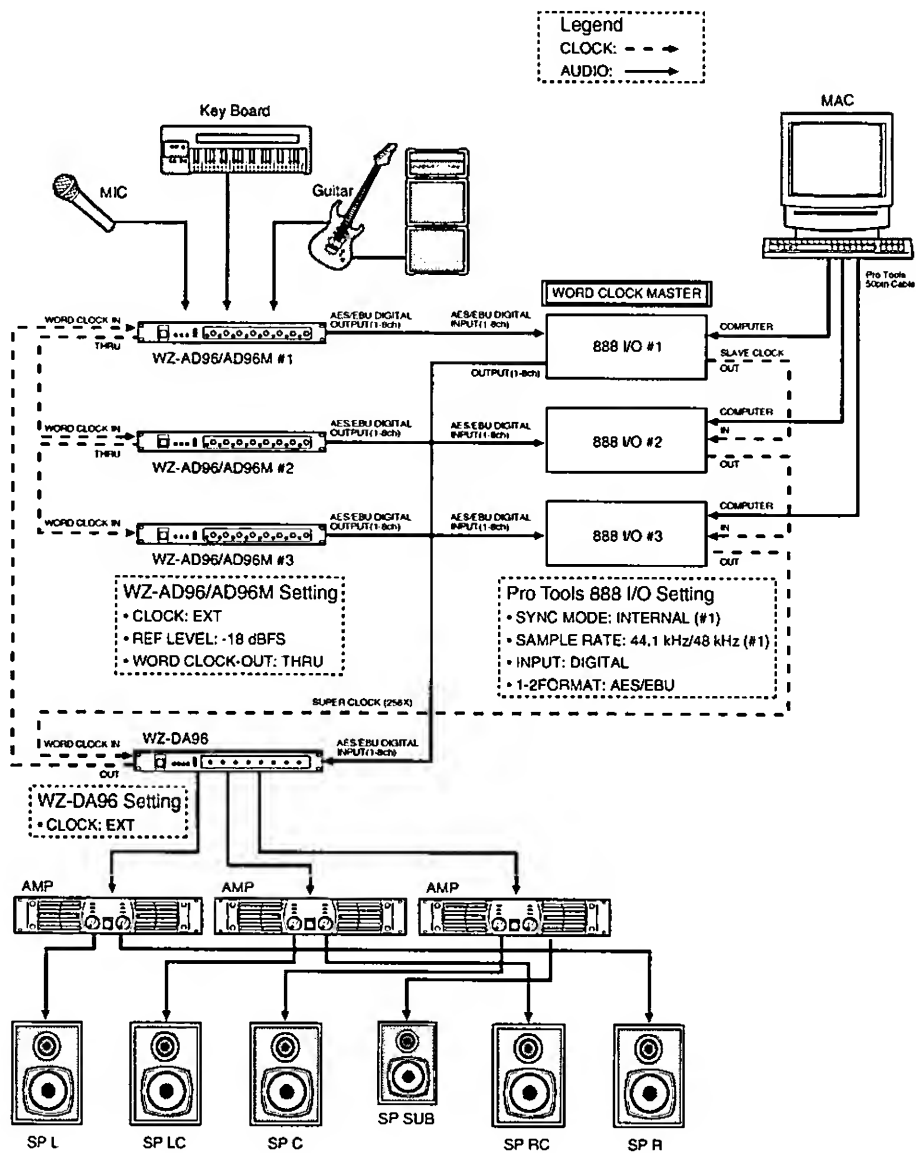 Legend
CLOCK:
AUDIO:
Key Board
MAC
MIC
Guitar
Pro Tools
50pin Cable
WORD CLOCK MASTER
WORD CLOCK IN
THRU
WZ-AD96/AD96M #1
AES/EBU DIGITAL
OUTPUT(1-8ch)
AES/EBU DIGITAL
INPUT(1-8ch)
888 I/O #1
COMPUTER
SLAVE CLOCK
OUT
OUTPUT(1-8ch)
WORD CLOCK IN
THRU
WZ-AD96/AD96M #2
AES/EBU DIGITAL
OUTPUT(1-8ch)
AES/EBU DIGITAL
INPUT(1-8ch)
888 I/O #2
COMPUTER
IN
OUT
WORD CLOCK IN
WZ-AD96/AD96M #3
AES/EBU DIGITAL
OUTPUT(1-8ch)
AES/EBU DIGITAL
INPUT(1-8ch)
888 I/O #3
COMPUTER
IN
OUT
WZ-AD96/AD96M Setting
• CLOCK: EXT
• REF LEVEL: -18 dBFS
• WORD CLOCK-OUT: THRU
Pro Tools 888 I/O Setting
• SYNC MODE: INTERNAL (#1)
• SAMPLE RATE: 44.1 kHz/48 kHz (#1)
• INPUT: DIGITAL
• 1-2FORMAT: AES/EBU
SUPER CLOCK (256X)
WORD CLOCK IN
WZ-DA96
OUT
AES/EBU DIGITAL
INPUT(1-8ch)
WZ-DA96 Setting
• CLOCK: EXT
AMP
AMP
AMP
SP L
SP LC
SP C
SP SUB
SP RC
SP R